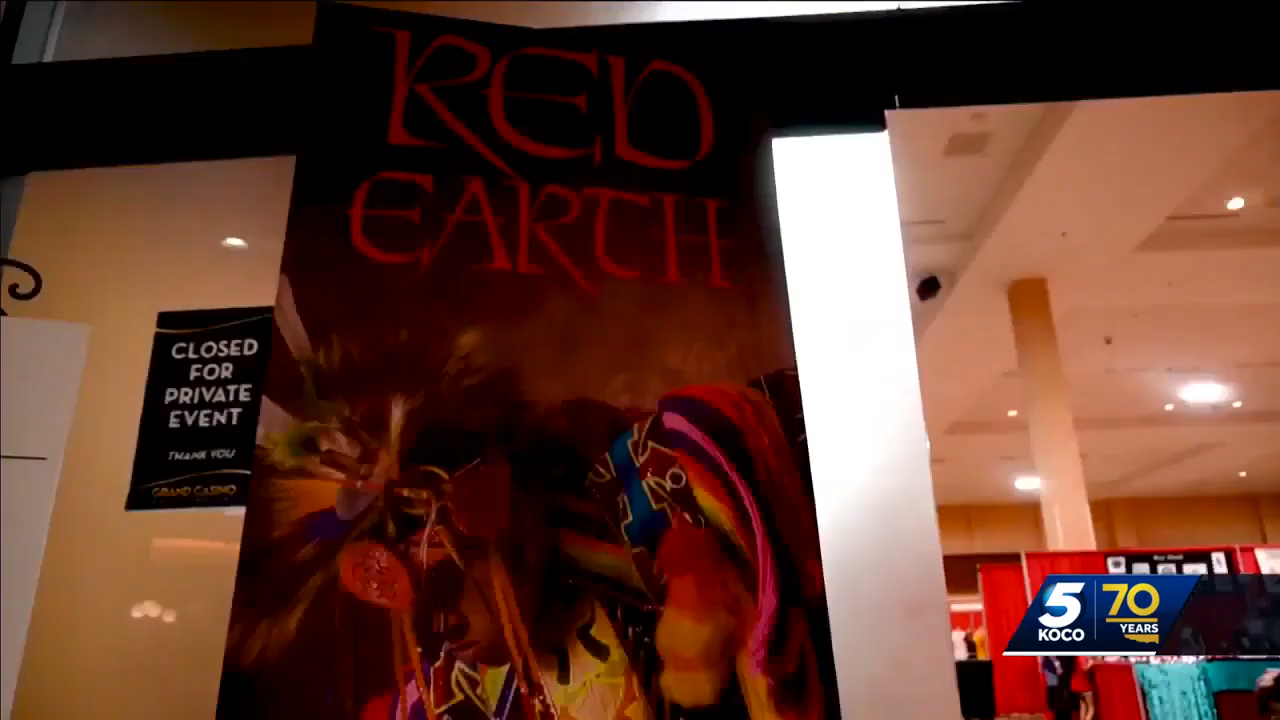 RED
EARTH
CLOSED
FOR
PRIVATE
EVENT
THANK YOU
GRAND CASINO
5
KOCO
70
YEARS